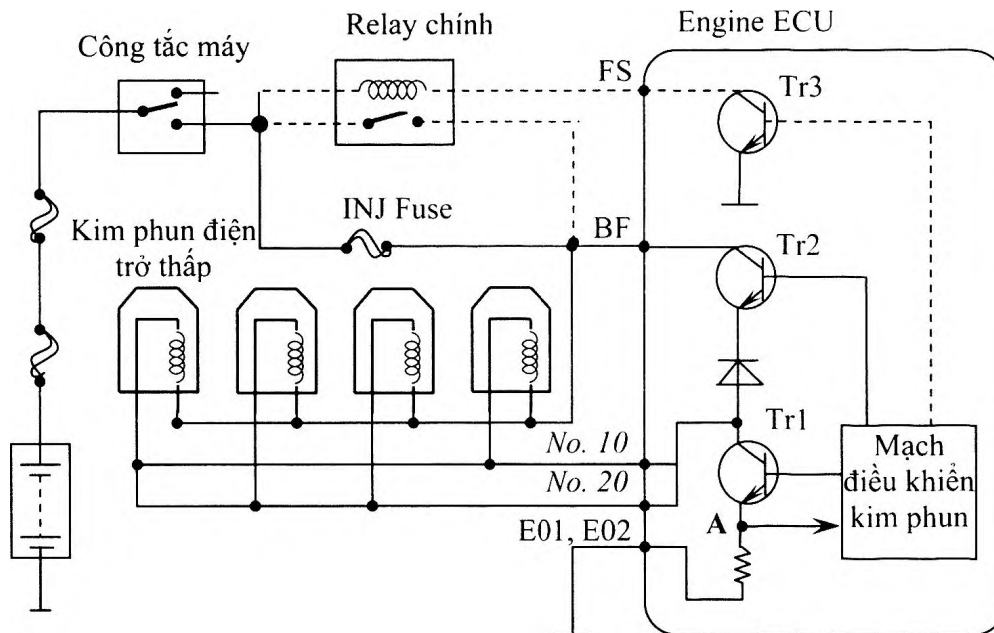 Engine ECU
Công tắc máy
Relay chính
FS
Tr3
INJ Fuse
Kim phun điện
trở thấp
BF
Tr2
Tr1
No. 10
No. 20
Mạch
điều khiển
kim phun
A
E01, E02